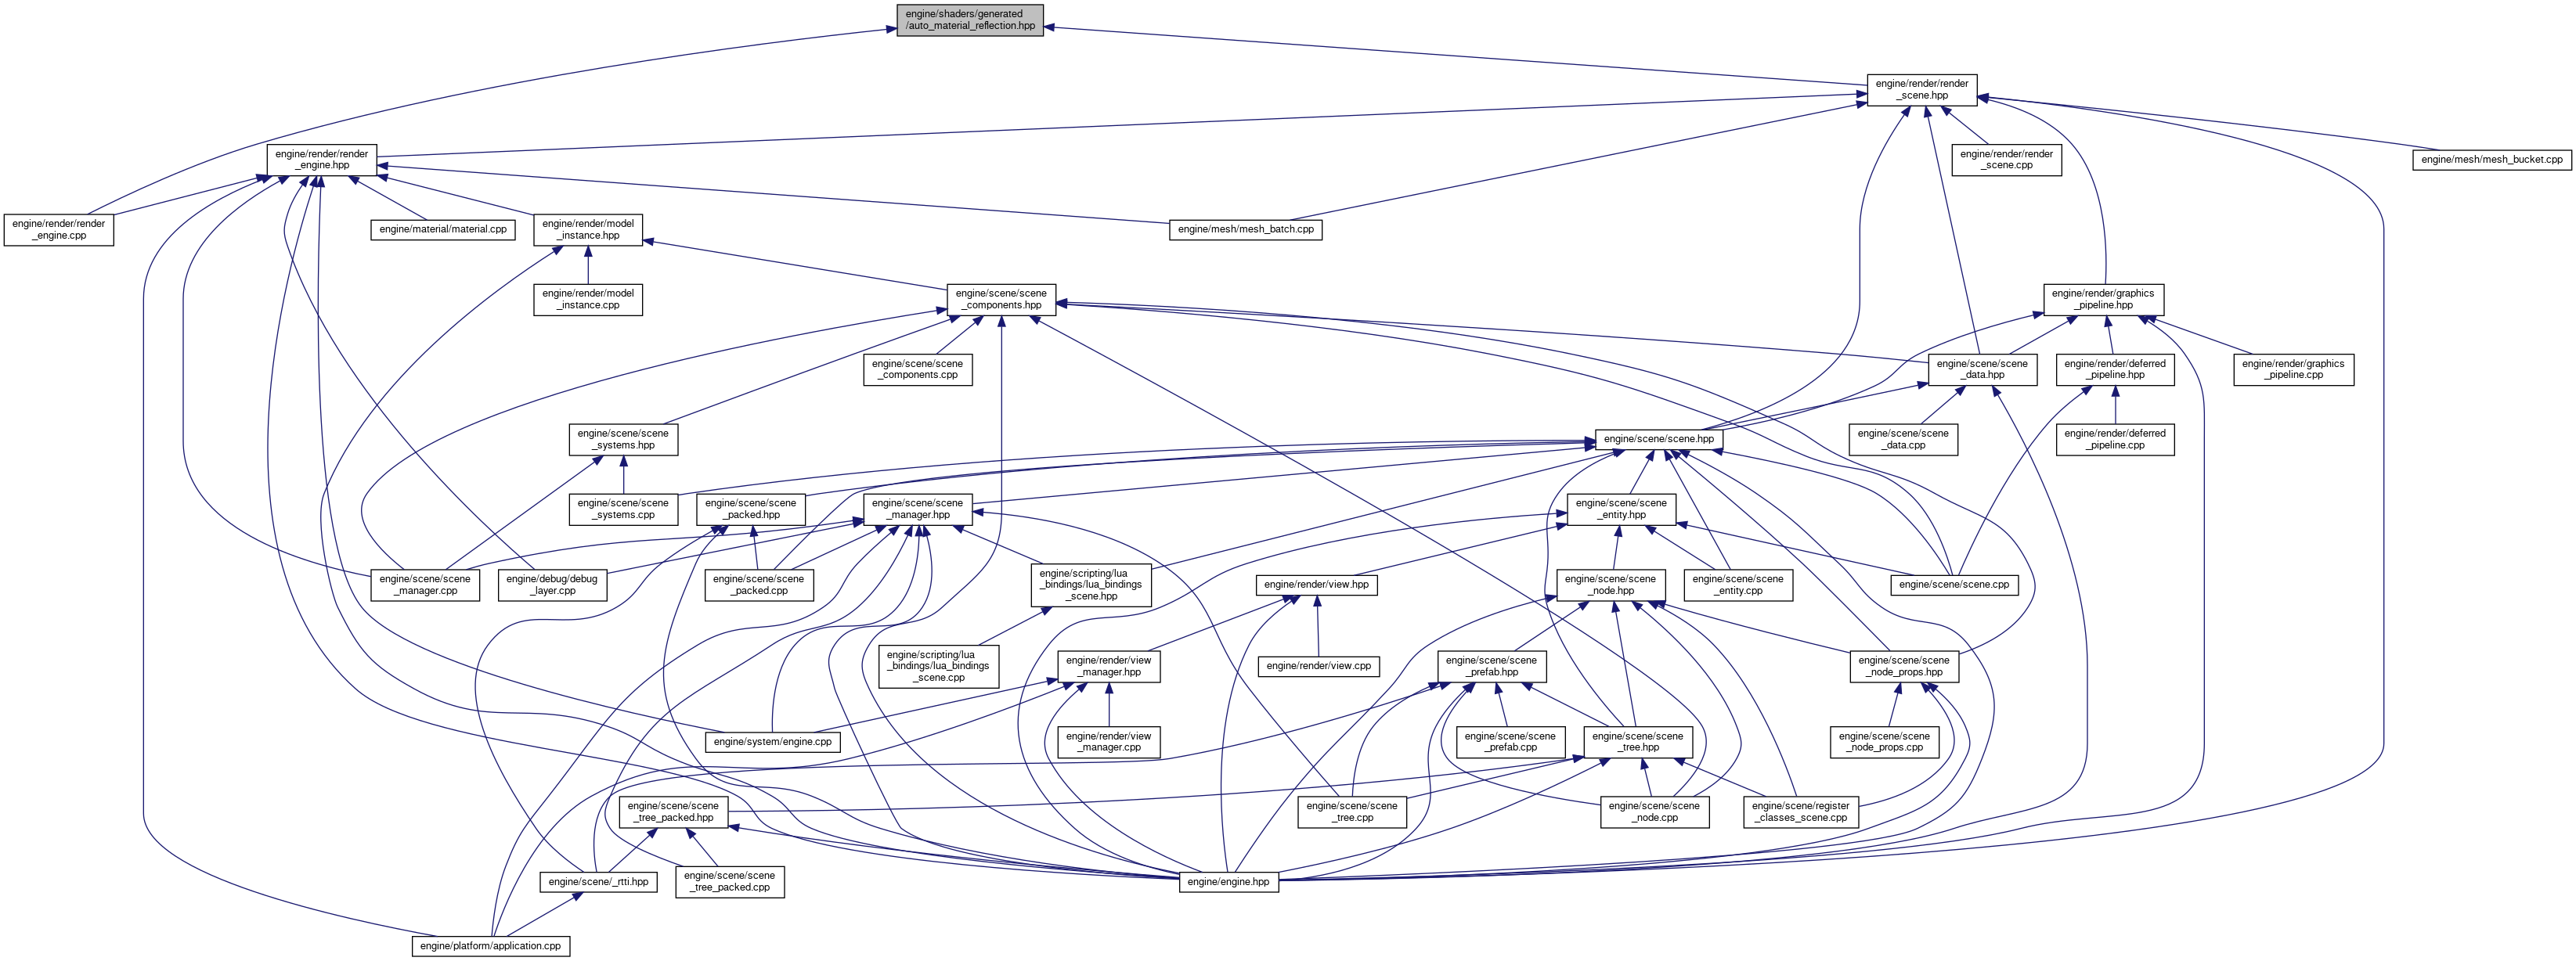 engine/shaders/generated
/auto_material_reflection.hpp
engine/render/render
_scene.hpp
engine/render/render
_engine.hpp
engine/render/render
_scene.cpp
engine/mesh/mesh_bucket.cpp
engine/render/render
_engine.cpp
engine/material/material.cpp
engine/render/model
_instance.hpp
engine/mesh/mesh_batch.cpp
engine/render/model
_instance.cpp
engine/scene/scene
_components.hpp
engine/render/graphics
_pipeline.hpp
engine/scene/scene
_components.cpp
engine/scene/scene
_data.hpp
engine/render/deferred
_pipeline.hpp
engine/render/graphics
_pipeline.cpp
engine/scene/scene
_systems.hpp
engine/scene/scene.hpp
engine/scene/scene
_data.cpp
engine/render/deferred
_pipeline.cpp
engine/scene/scene
_systems.cpp
engine/scene/scene
_packed.hpp
engine/scene/scene
_manager.hpp
engine/scene/scene
_entity.hpp
engine/scene/scene
_manager.cpp
engine/debug/debug
_layer.cpp
engine/scene/scene
_packed.cpp
engine/scripting/lua
_bindings/lua_bindings
_scene.hpp
engine/render/view.hpp
engine/scene/scene
_node.hpp
engine/scene/scene
_entity.cpp
engine/scene/scene.cpp
engine/scripting/lua
_bindings/lua_bindings
_scene.cpp
engine/render/view
_manager.hpp
engine/render/view.cpp
engine/scene/scene
_prefab.hpp
engine/scene/scene
_node_props.hpp
engine/system/engine.cpp
engine/render/view
_manager.cpp
engine/scene/scene
_prefab.cpp
engine/scene/scene
_tree.hpp
engine/scene/scene
_node_props.cpp
engine/scene/scene
_tree_packed.hpp
engine/scene/scene
_tree.cpp
engine/scene/scene
_node.cpp
engine/scene/register
_classes_scene.cpp
engine/scene/_rtti.hpp
engine/scene/scene
_tree_packed.cpp
engine/engine.hpp
engine/platform/application.cpp